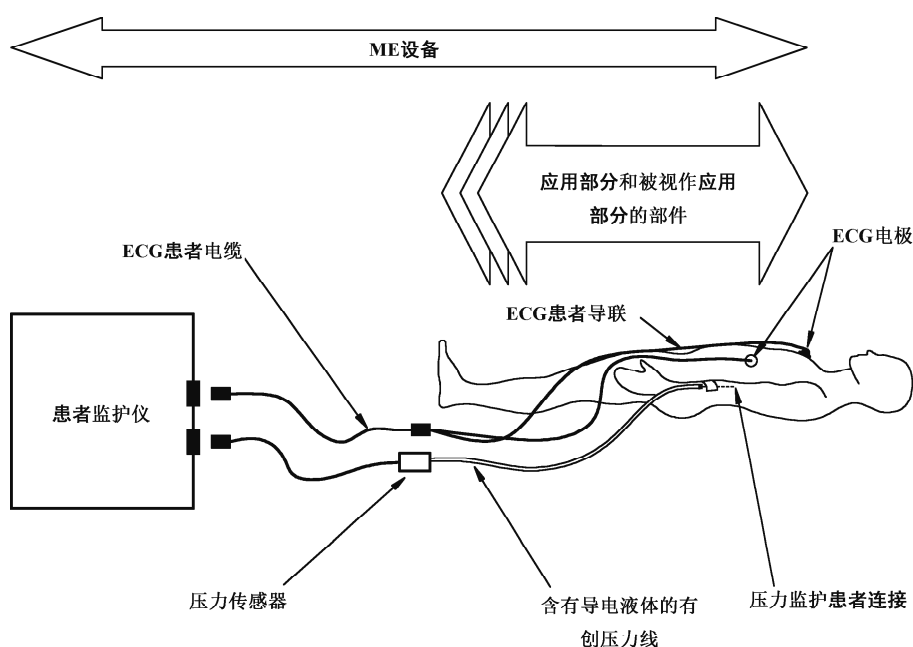 ME设备
应用部分和被视作应用
部分的部件
ECG电极
ECG患者电缆
ECG患者导联
患者监护仪
压力传感器
含有导电液体的有
创压力线
压力监护患者连接